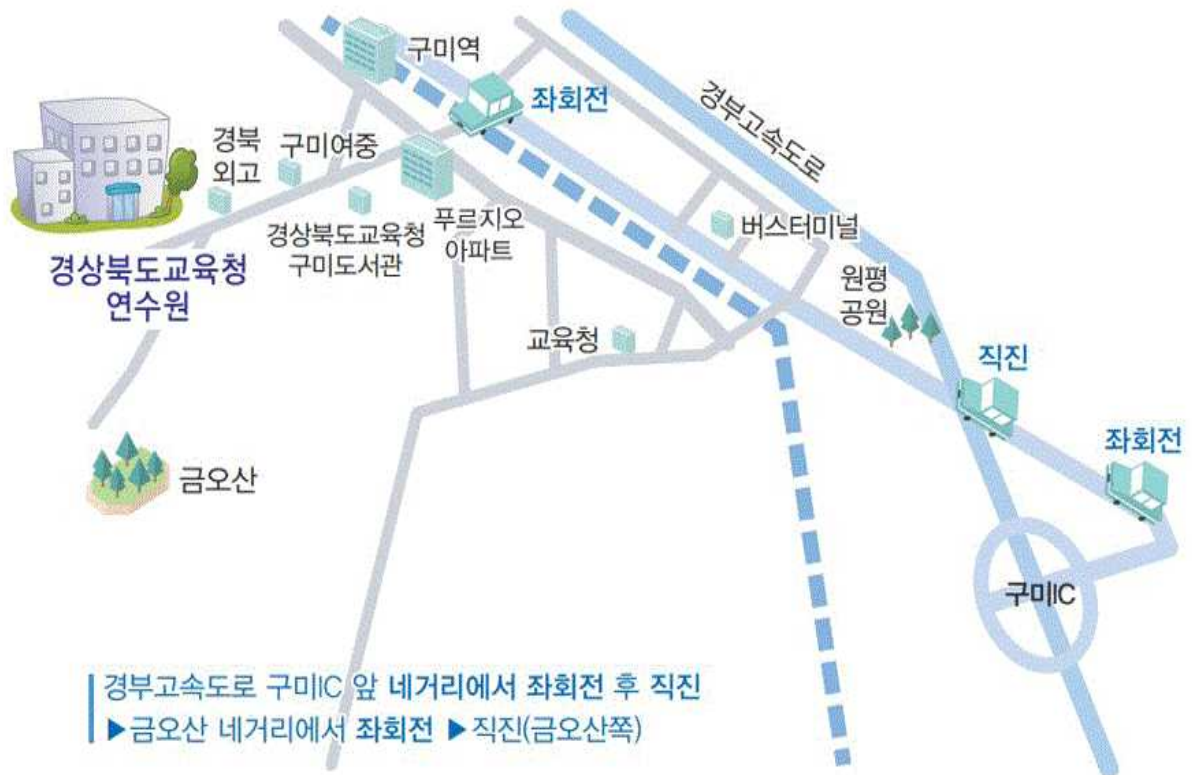 구미역
좌회전
경부고속도로
경북
외고
구미여중
경상북도교육청
구미도서관
푸르지오
아파트
버스터미널
경상북도교육청
연수원
원평
공원
교육청
직진
좌회전
금오산
구미IC
경부고속도로 구미IC 앞 네거리에서 좌회전 후 직진
▶금오산 네거리에서 좌회전 ▶직진(금오산쪽)